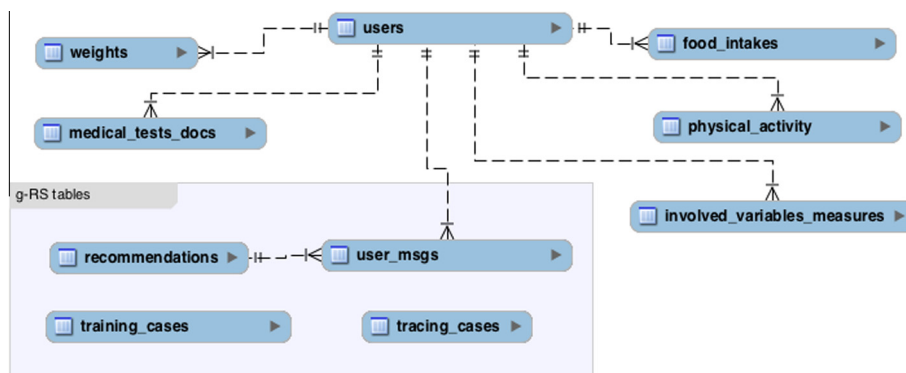 users
weights
food_intakes
medical_tests_docs
physical_activity
g-RS tables
involved_variables_measures
recommendations
user_msgs
training_cases
tracing_cases